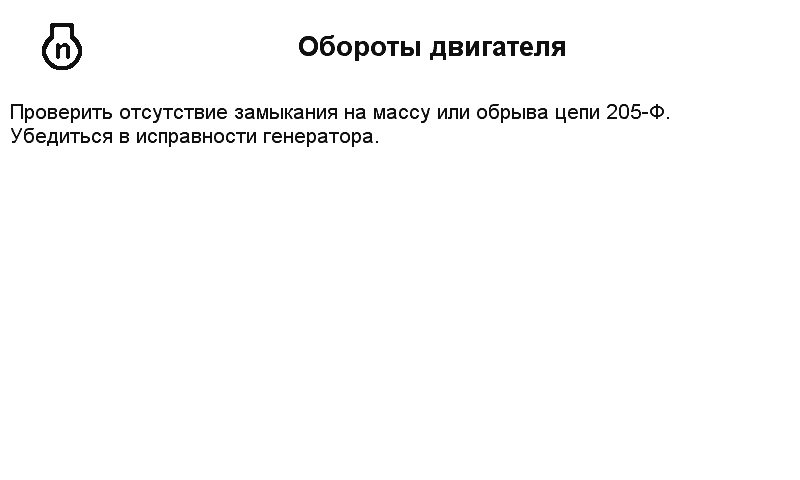 n
Обороты двигателя
Проверить отсутствие замыкания на массу или обрыва цепи 205-Ф.
Убедиться в исправности генератора.